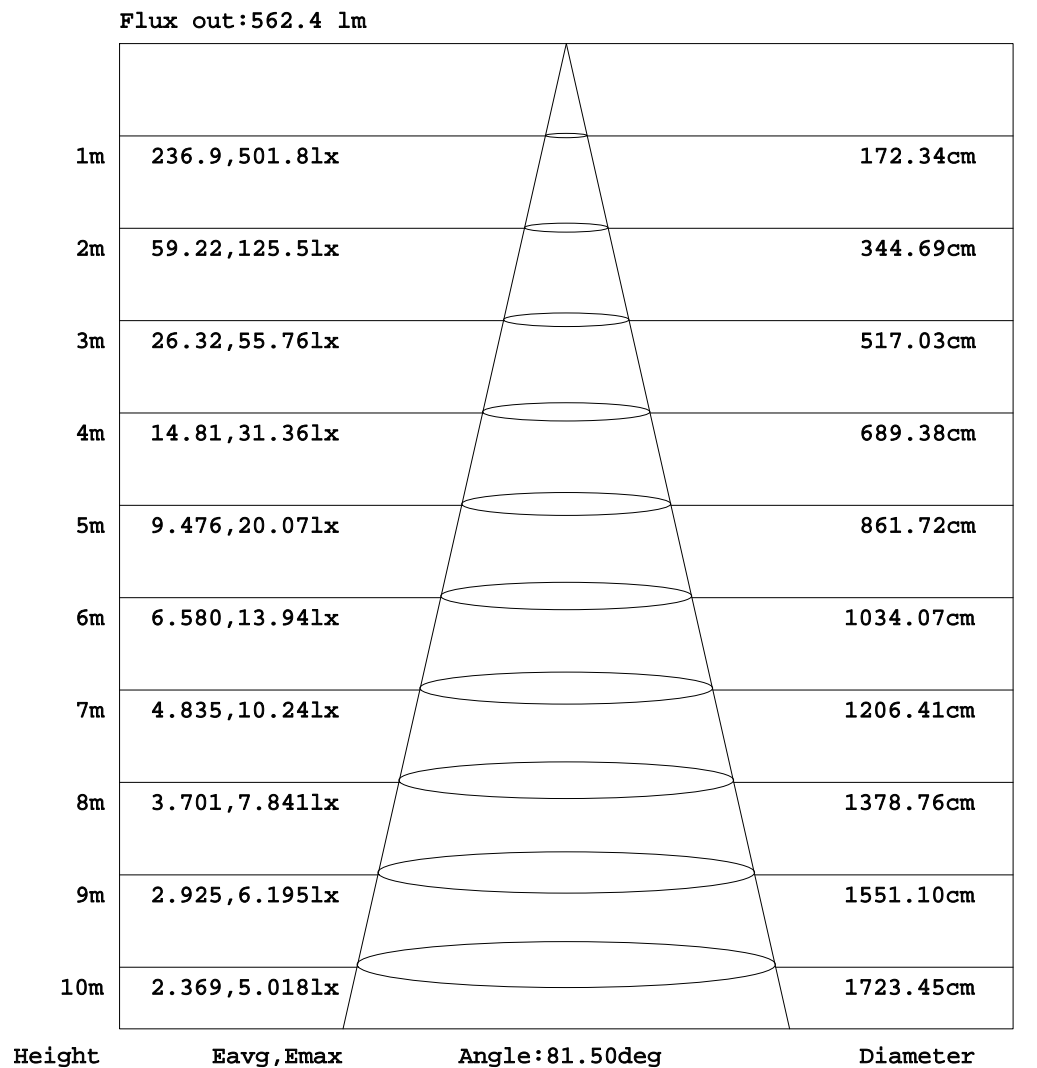 Flux out:562.4 lm
1m 236.9,501.8lx 172.34cm
2m 59.22,125.5lx 344.69cm
3m 26.32,55.76lx 517.03cm
4m 14.81,31.36lx 689.38cm
5m 9.476,20.07lx 861.72cm
6m 6.580,13.94lx 1034.07cm
7m 4.835,10.24lx 1206.41cm
8m 3.701,7.841lx 1378.76cm
9m 2.925,6.195lx 1551.10cm
10m 2.369,5.018lx 1723.45cm
Height Eavg,Emax Angle:81.50deg Diameter